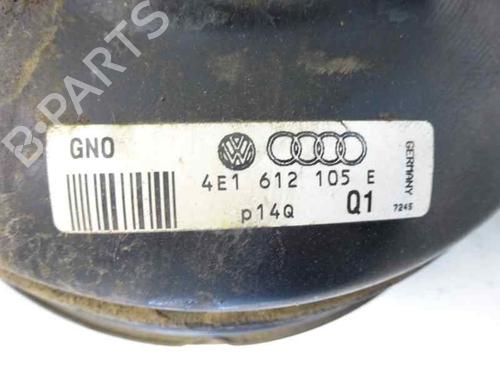 GNO
4E1 612 105 E
p14Q Q1
GERMANY
7245
B-PARTS